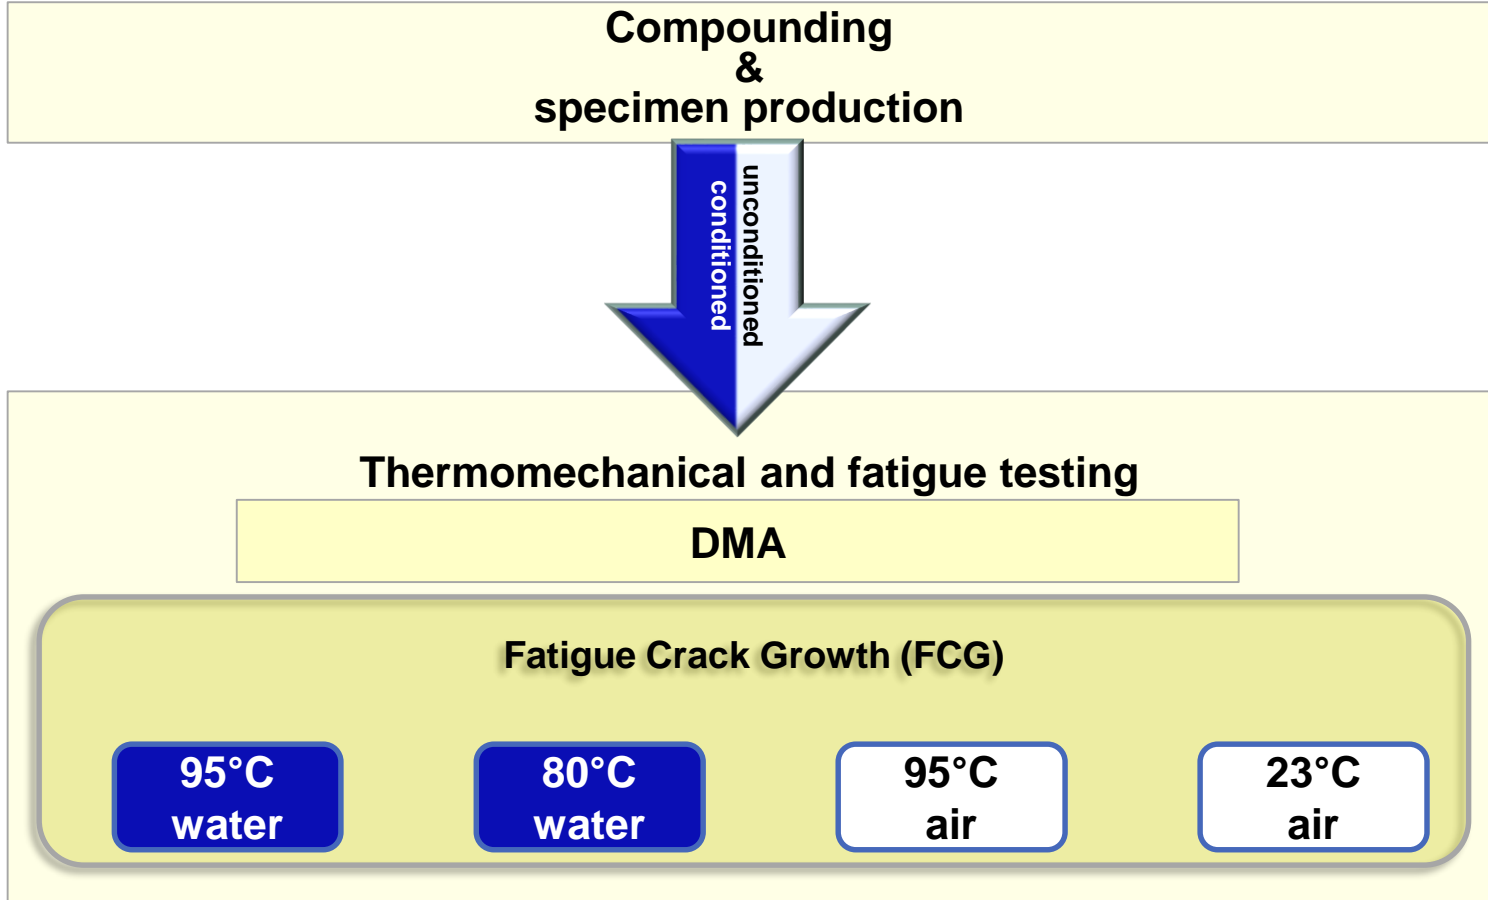 Compounding
&
specimen production
conditioned
unconditioned
Thermomechanical and fatigue testing
DMA
Fatigue Crack Growth (FCG)
95°C
water
80°C
water
95°C
air
23°C
air